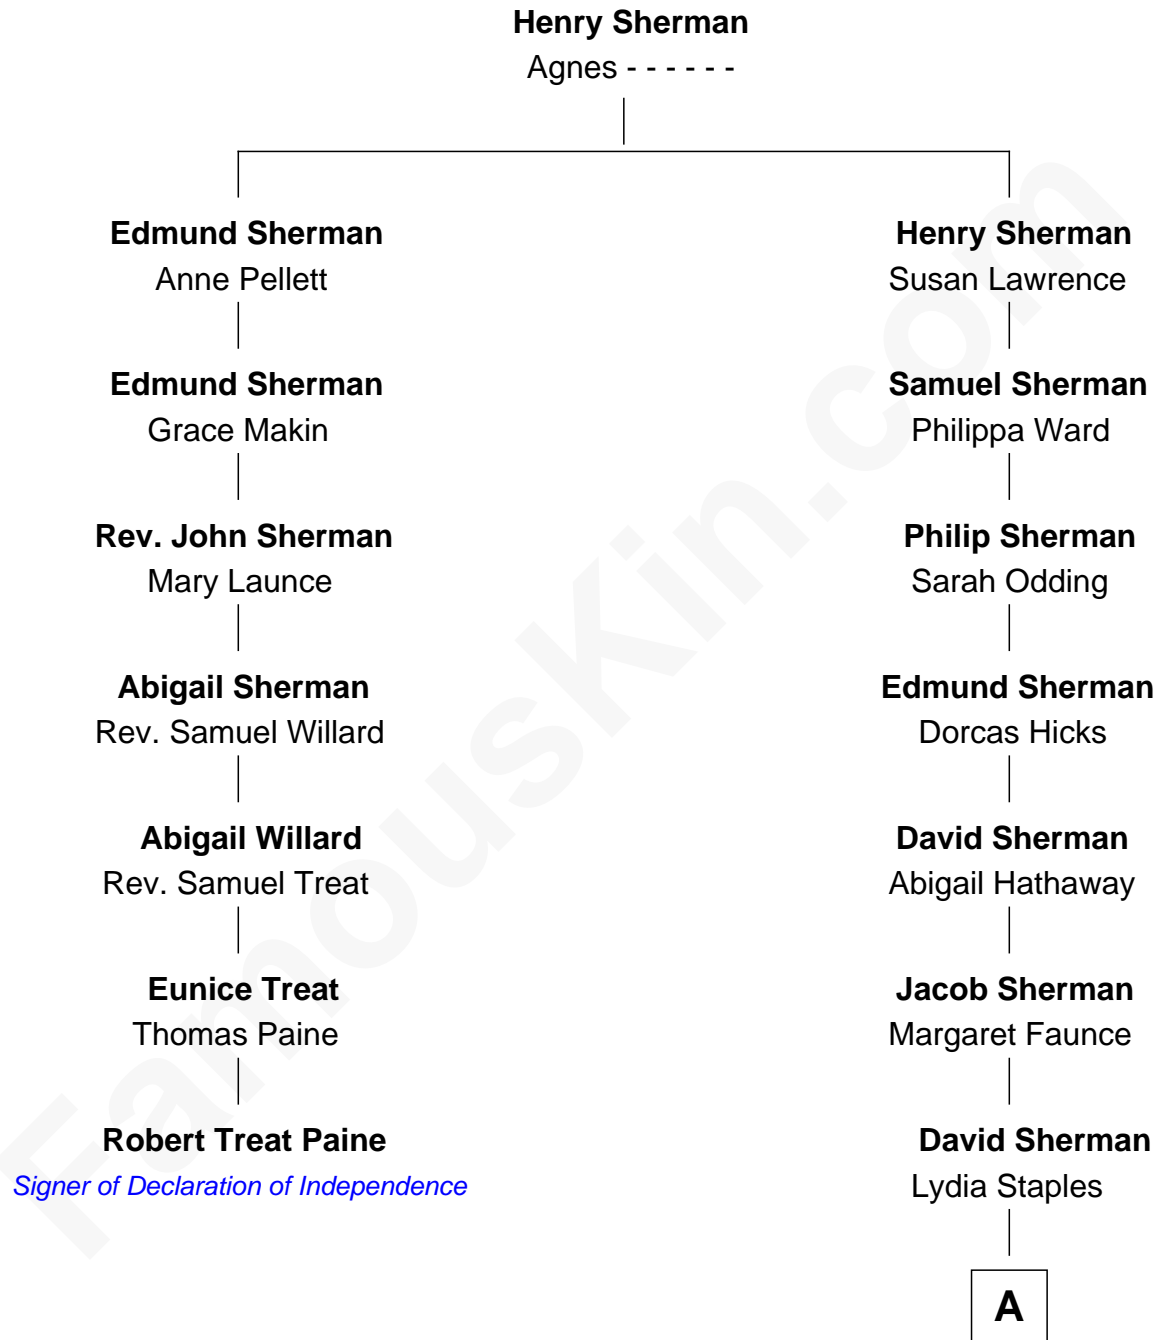 Henry Sherman
Agnes - - - - - -
Edmund Sherman
Anne Pellett
Henry Sherman
Susan Lawrence
Edmund Sherman
Grace Makin
Samuel Sherman
Philippa Ward
Rev. John Sherman
Mary Launce
Philip Sherman
Sarah Odding
Abigail Sherman
Rev. Samuel Willard
Edmund Sherman
Dorcas Hicks
Abigail Willard
Rev. Samuel Treat
David Sherman
Abigail Hathaway
Eunice Treat
Thomas Paine
Jacob Sherman
Margaret Faunce
Robert Treat Paine
Signer of Declaration of Independence
David Sherman
Lydia Staples
A
FamousKin.com